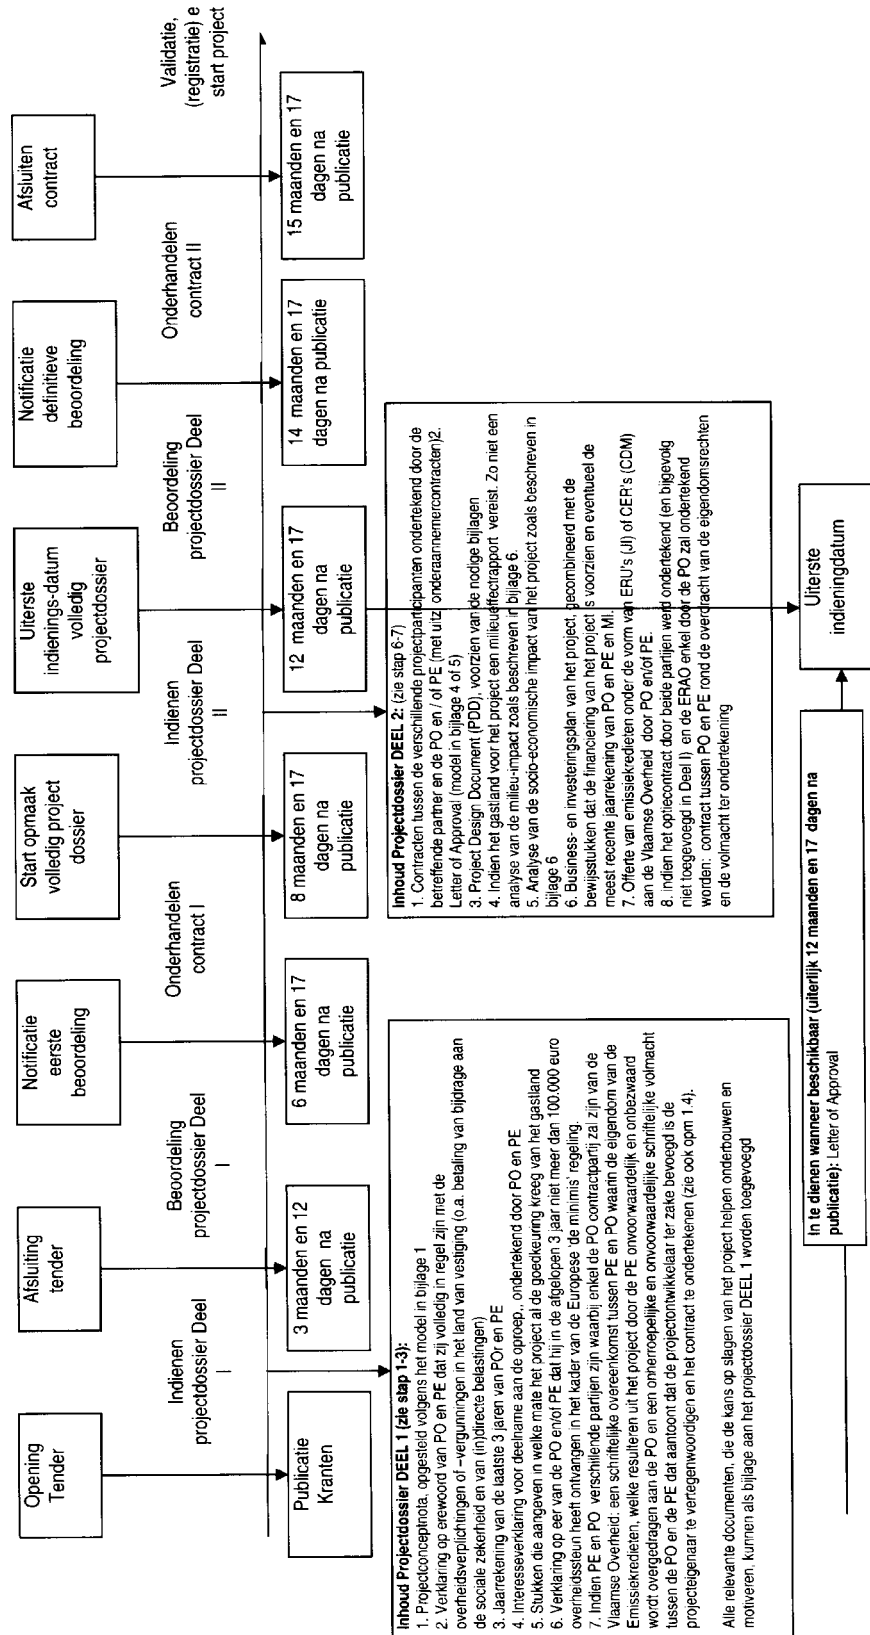 Opening
Tender
Afsluiting
tender
Notificatie
eerste
beoordeling
Start opmaak
volledig project
dossier
Uiterste
indienings-datum
volledig
projectdossier
Notificatie
definitieve
beoordeling
Afsluiten
contract
Indienen
projectdossier Deel
I
Beoordeling
projectdossier Deel
I
Onderhandelen
contract I
Indienen
projectdossier Deel
II
Beoordeling
projectdossier Deel
II
Onderhandelen
contract II
Validatie,
(registratie) e
start project
Publicatie
Kranten
3 maanden en 12
dagen na
publicatie
6 maanden en 17
dagen na
publicatie
8 maanden en 17
dagen na
publicatie
12 maanden en 17
dagen na
publicatie
14 maanden en 17
dagen na publicatie
15 maanden en 17
dagen na
publicatie
Inhoud Projectdossier DEEL 1 (zie stap 1-3):
1. Projectconceptnota, opgesteld volgens het model in bijlage 1
2. Verklaring op erewoord van PO en PE dat zij volledig in regel zijn met de
overheidsverplichtingen of –vergunningen in het land van vestiging (o.a. betaling van bijdrage aan
de sociale zekerheid en van (in)directe belastingen)
3. Jaarrekening van de laatste 3 jaren van POr en PE
4. Interesseverklaring voor deelname aan de oproep,, ondertekend door PO en PE
5. Stukken die aangeven in welke mate het project al de goedkeuring kreeg van het gastland
6. Verklaring op eer van de PO en/of PE dat hij in de afgelopen 3 jaar niet meer dan 100.000 euro
overheidssteun heeft ontvangen in het kader van de Europese 'de minimis' regeling.
7. Indien PE en PO verschillende partijen zijn waarbij enkel de PO contractpartij zal zijn van de
Vlaamse Overheid: een schriftelijke overeenkomst tussen PE en PO waarin de eigendom van de
Emissiekredieten, welke resulteren uit het project door de PE onvoorwaardelijk en onbezwaard
wordt overgedragen aan de PO en een onherroepelijke en onvoorwaardelijke schriftelijke volmacht
tussen de PO en de PE dat aantoont dat de projectontwikkelaar ter zake bevoegd is de
projecteigenaar te vertegenwoordigen en het contract te ondertekenen (zie ook opm 1.4).
Alle relevante documenten, die de kans op slagen van het project helpen onderbouwen en
motiveren, kunnen als bijlage aan het projectdossier DEEL 1 worden toegevoegd
Inhoud Projectdossier DEEL 2: (zie stap 6-7)
1. Contracten tussen de verschillende projectparticipanten ondertekend door de
betreffende partner en de PO en / of PE (met uitz. onderaannemercontracten)2.
Letter of Approval (model in bijlage 4 of 5)
3. Project Design Document (PDD), voorzien van de nodige bijlagen
4. Indien het gastland voor het project een milieueffectrapport vereist. Zo niet een
analyse van de milieu-impact zoals beschreven in bijlage 6.
5. Analyse van de socio-economische impact van het project zoals beschreven in
bijlage 6
6. Business- en investeringsplan van het project, gecombineerd met de
bewijsstukken dat de financiering van het project is voorzien en eventueel de
meest recente jaarrekening van PO en PE en MI.
7. Offerte van emissiekredieten onder de vorm van ERU's (JI) of CER's (CDM)
aan de Vlaamse Overheid door PO en/of PE.
8. indien het optiecontract door beide partijen werd ondertekend (en bijgevolg
niet toegevoegd in Deel I) en de ERAO enkel door de PO zal ondertekend
worden: contract tussen PO en PE rond de overdracht van de eigendomsrechten
en de volmacht ter ondertekening
In te dienen wanneer beschikbaar (uiterlijk 12 maanden en 17 dagen na
publicatie): Letter of Approval
Uiterste
indieningdatum